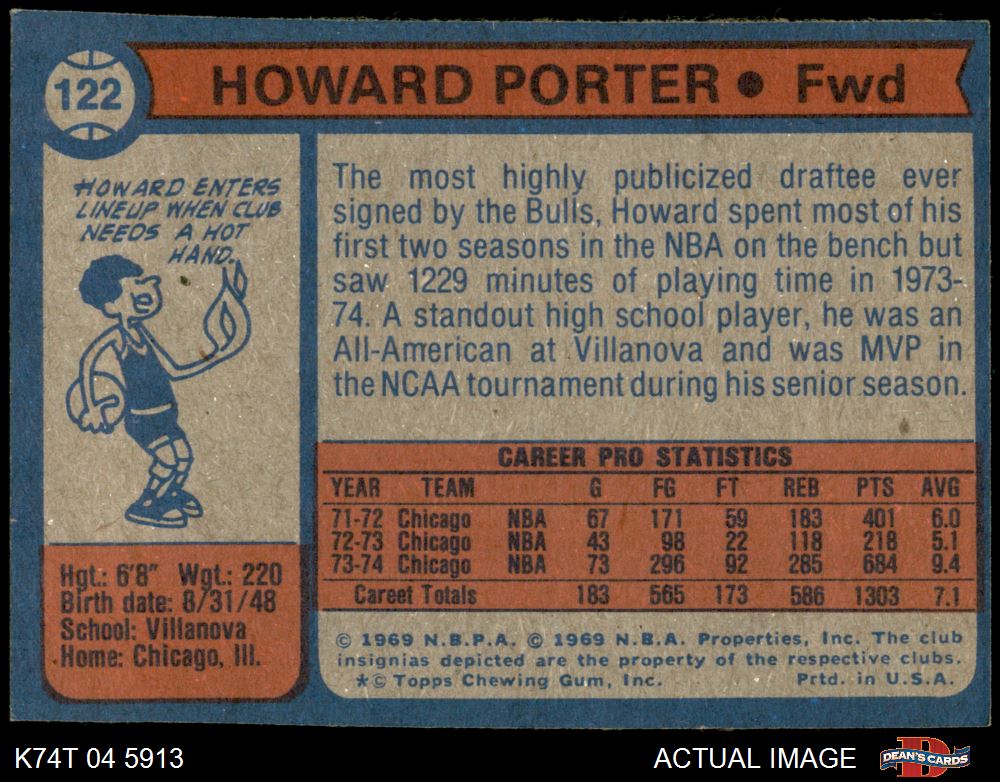 122
HOWARD PORTER • Fwd
HOWARD ENTERS
LINEUP WHEN CLUB
NEEDS A HOT
HAND.
The most highly publicized draftee ever
signed by the Bulls, Howard spent most of his
first two seasons in the NBA on the bench but
saw 1229 minutes of playing time in 1973-
74. A standout high school player, he was an
All-American at Villanova and was MVP in
the NCAA tournament during his senior season.
CAREER PRO STATISTICS
YEAR TEAM G FG FT REB PTS AVG
71-72 Chicago NBA 67 171 59 183 401 6.0
72-73 Chicago NBA 43 98 22 118 218 5.1
73-74 Chicago NBA 73 296 92 285 684 9.4
Career Totals 183 565 173 586 1303 7.1
Hgt.: 6'8" Wgt.: 220
Birth date: 8/31/48
School: Villanova
Home: Chicago, Ill.
© 1969 N.B.P.A. © 1969 N.B.A. Properties, Inc. The club
insignias depicted are the property of the respective clubs.
*© Topps Chewing Gum, Inc. Prtd. in U.S.A.
K74T 04 5913
ACTUAL IMAGE
D
DEAN'S CARDS